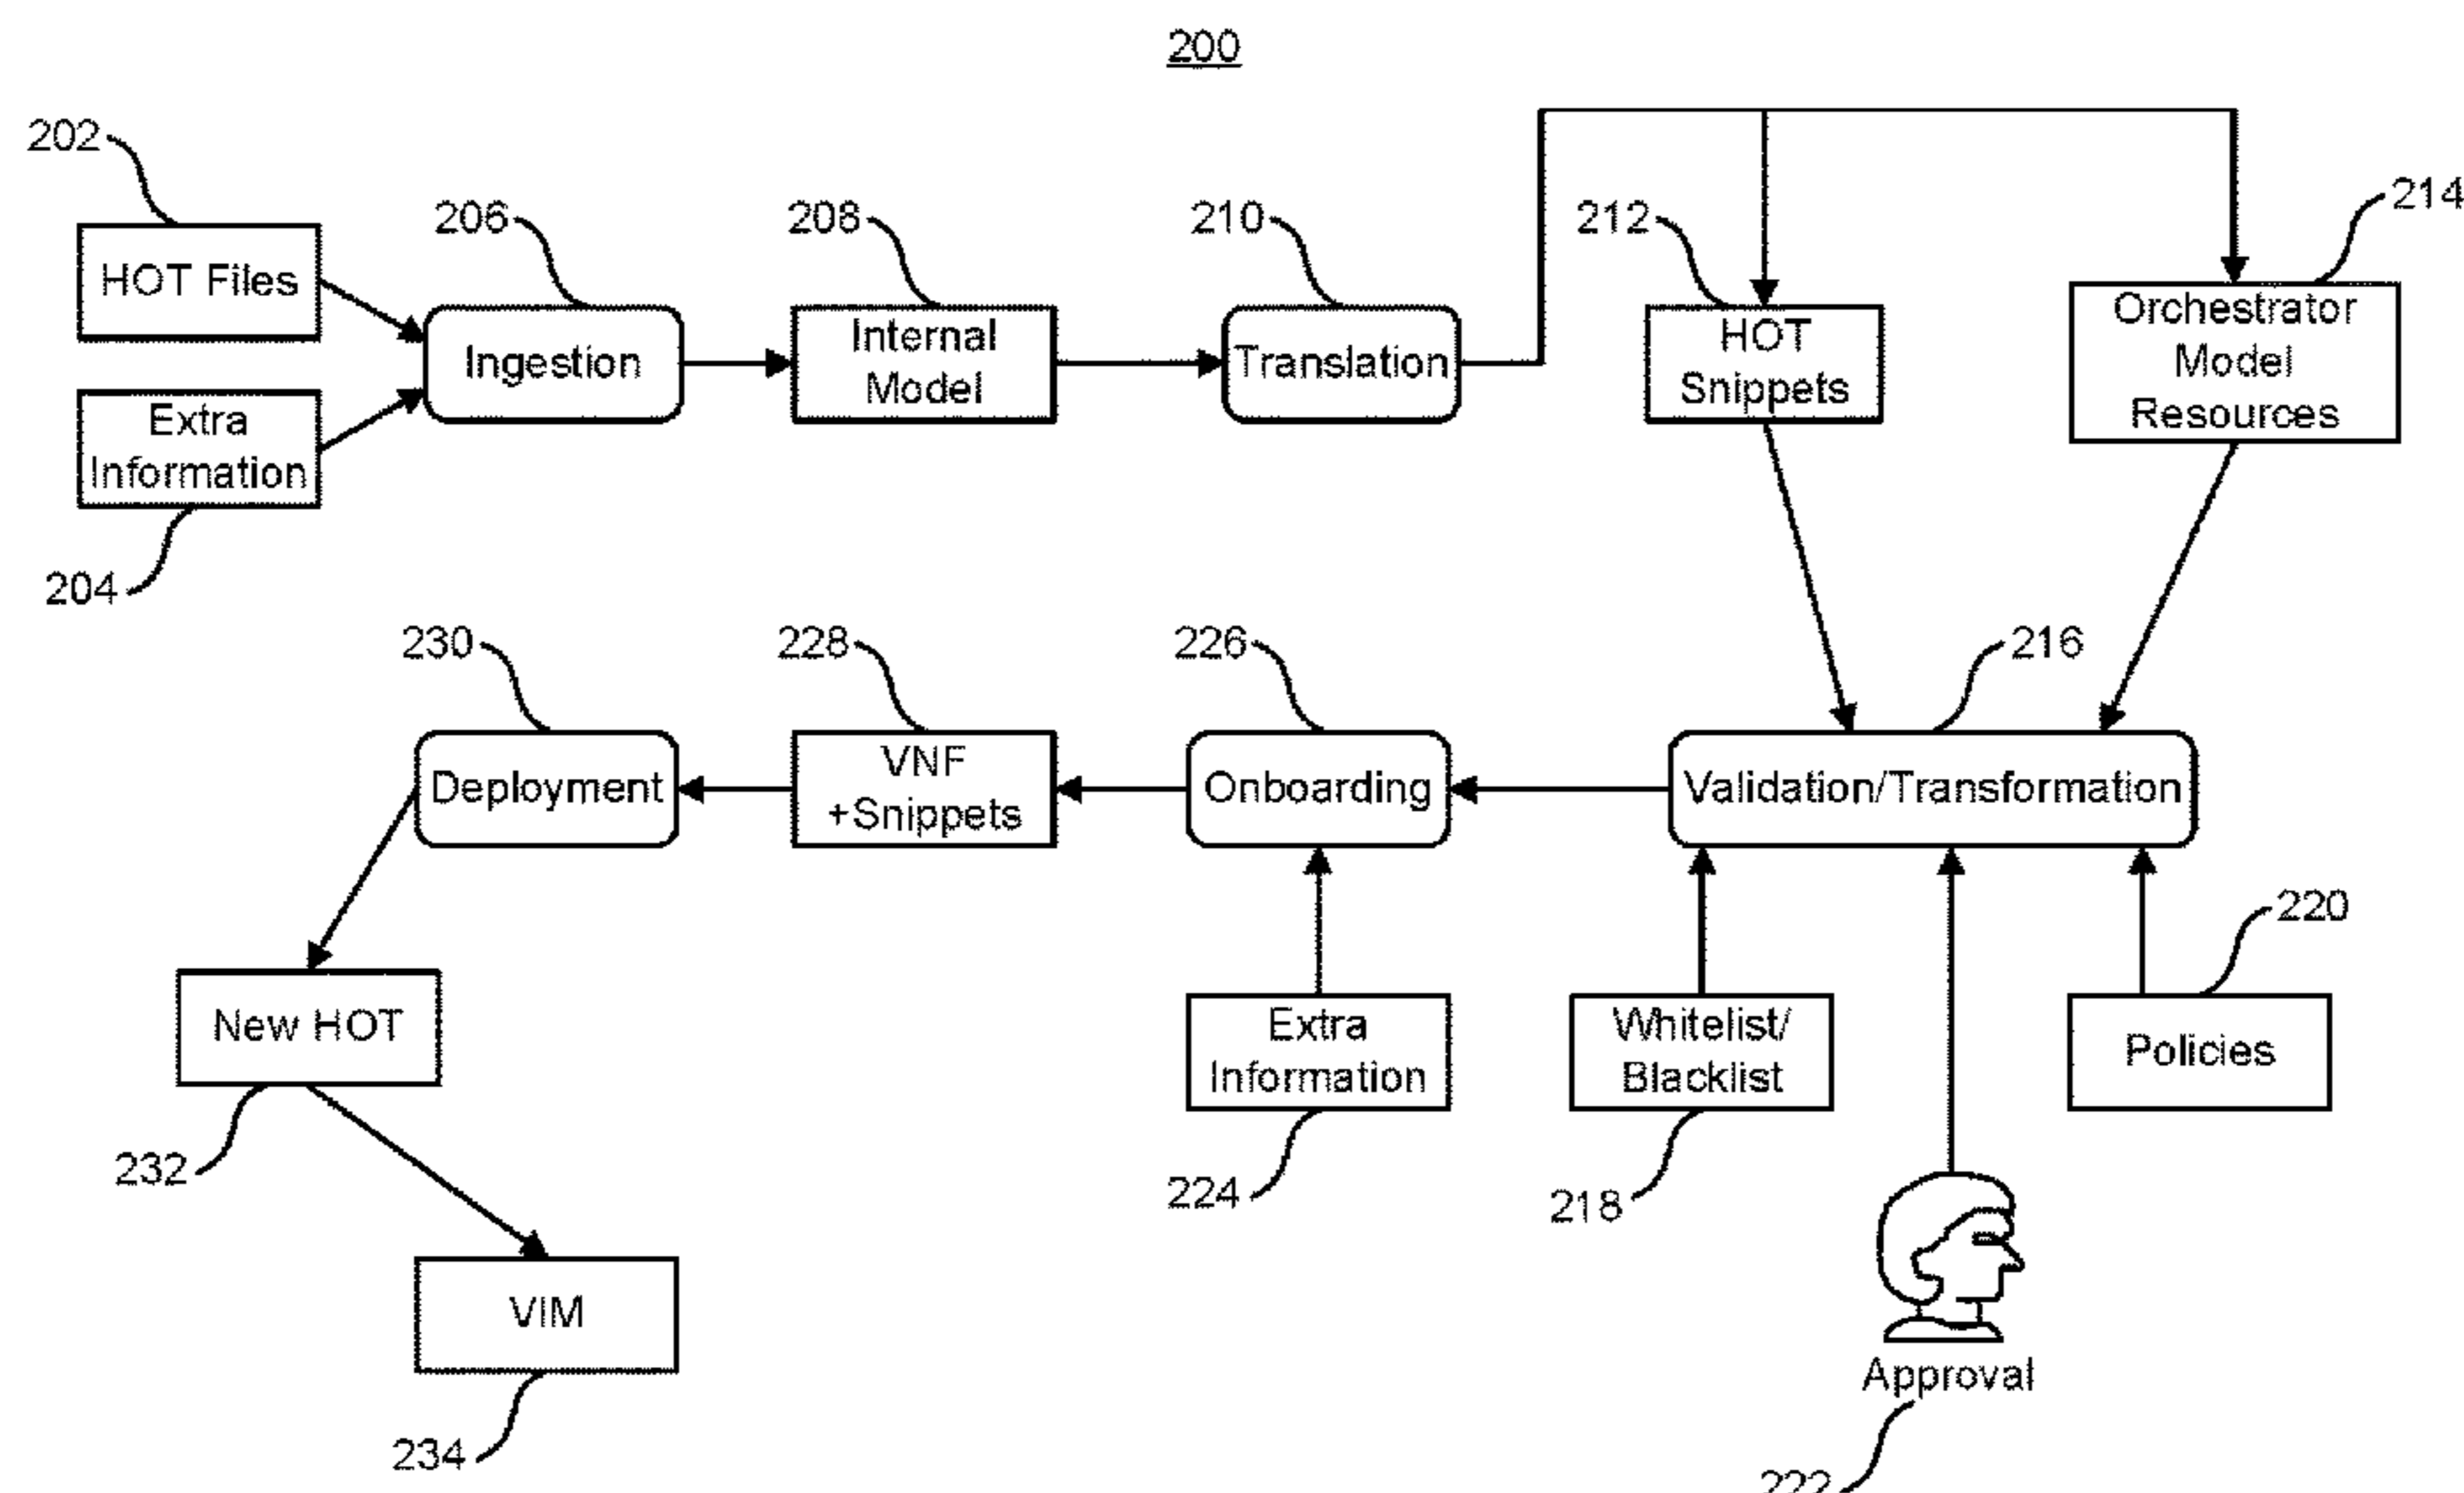 200
202
HOT Files
206
208
210
212
214
Ingestion
Internal
Model
Translation
HOT
Snippets
Orchestrator
Model
Resources
Extra
Information
204
230
228
226
216
Deployment
VNF
+Snippets
Onboarding
Validation/Transformation
220
New HOT
Extra
Information
Whitelist/
Blacklist
Policies
232
224
218
VIM
Approval
234
222